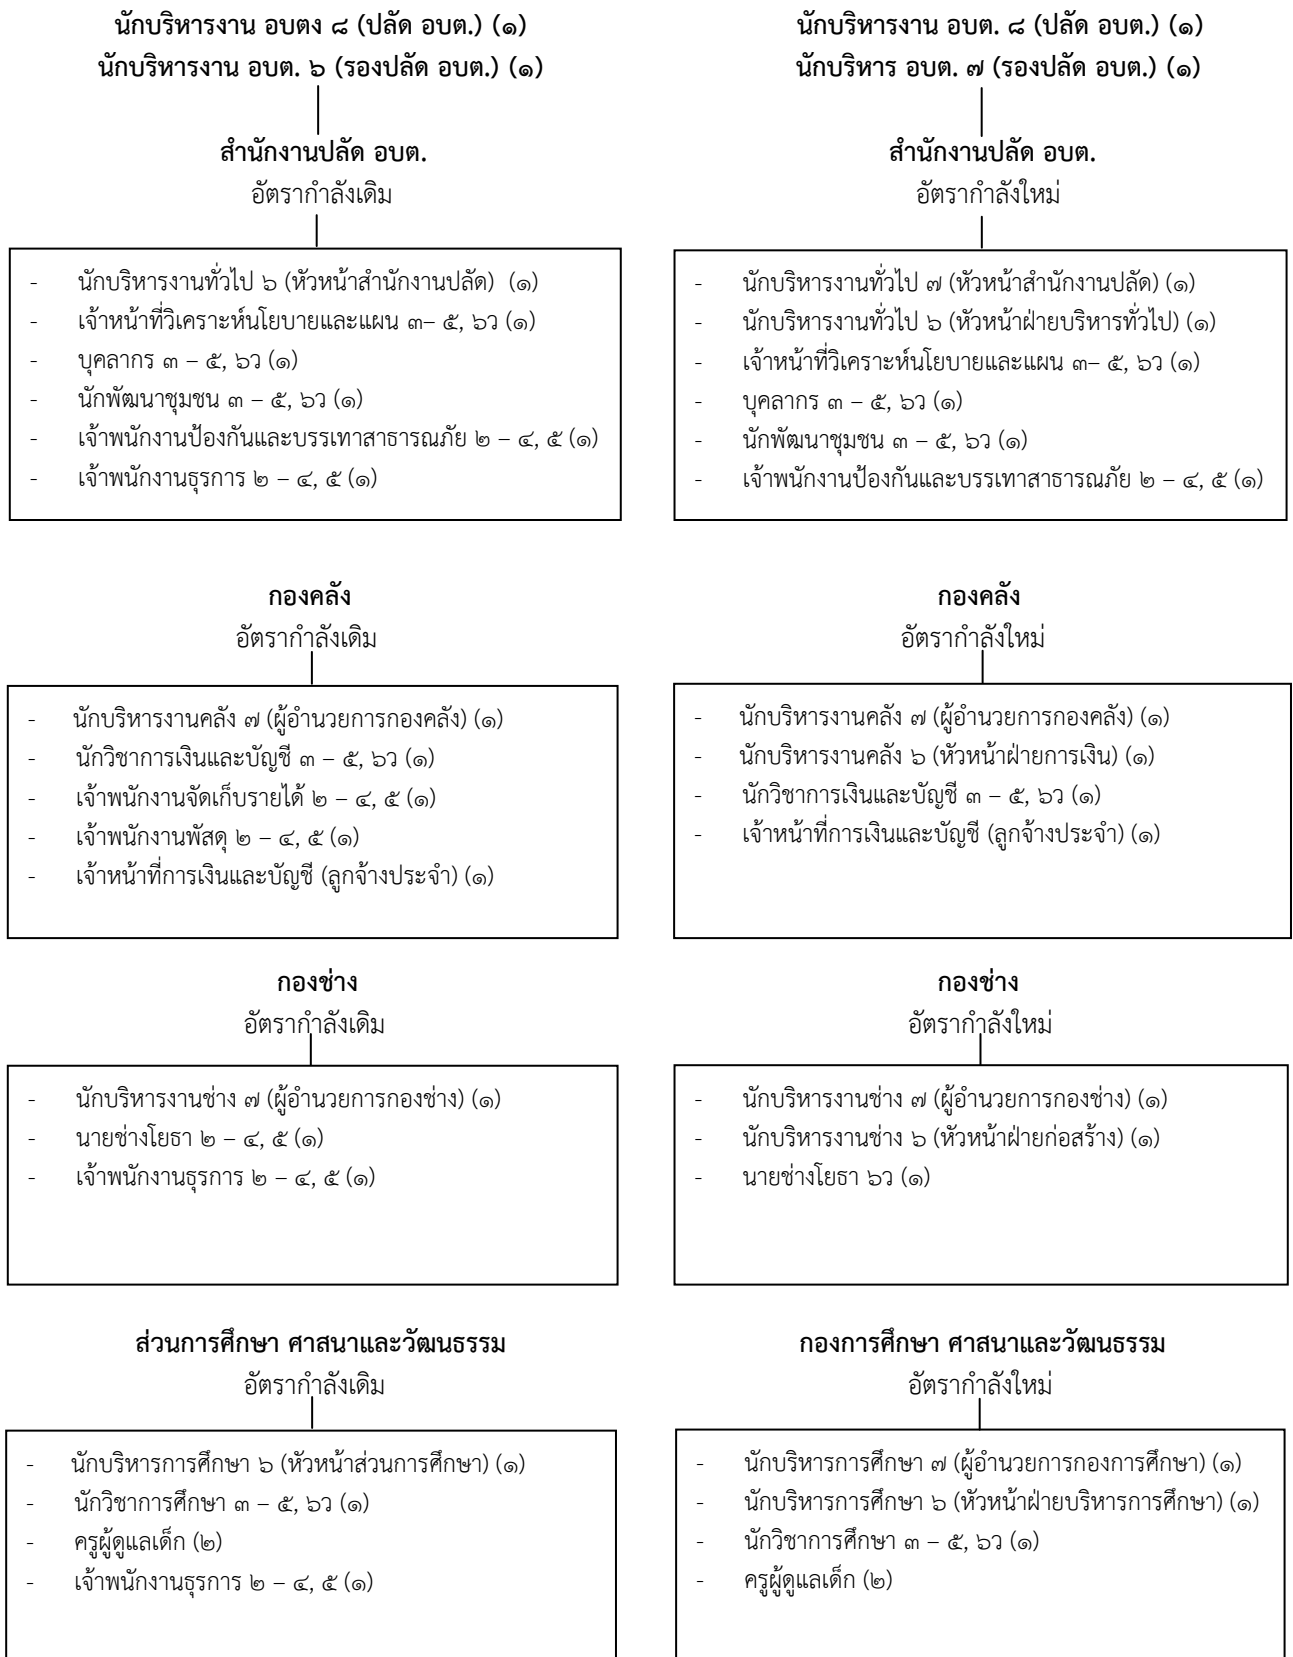 นักบริหารงาน อบตง ๘ (ปลัด อบต.) (๑)
นักบริหารงาน อบต. ๖ (รองปลัด อบต.) (๑)
สำนักงานปลัด อบต.
อัตรากำลังเดิม
- นักบริหารงานทั่วไป ๖ (หัวหน้าสำนักงานปลัด) (๑)
- เจ้าหน้าที่วิเคราะห์นโยบายและแผน ๓– ๕, ๖ว (๑)
- บุคลากร ๓ – ๕, ๖ว (๑)
- นักพัฒนาชุมชน ๓ – ๕, ๖ว (๑)
- เจ้าพนักงานป้องกันและบรรเทาสาธารณภัย ๒ – ๔, ๕ (๑)
- เจ้าพนักงานธุรการ ๒ – ๔, ๕ (๑)
นักบริหารงาน อบต. ๘ (ปลัด อบต.) (๑)
นักบริหาร อบต. ๗ (รองปลัด อบต.) (๑)
สำนักงานปลัด อบต.
อัตรากำลังใหม่
- นักบริหารงานทั่วไป ๗ (หัวหน้าสำนักงานปลัด) (๑)
- นักบริหารงานทั่วไป ๖ (หัวหน้าฝ่ายบริหารทั่วไป) (๑)
- เจ้าหน้าที่วิเคราะห์นโยบายและแผน ๓– ๕, ๖ว (๑)
- บุคลากร ๓ – ๕, ๖ว (๑)
- นักพัฒนาชุมชน ๓ – ๕, ๖ว (๑)
- เจ้าพนักงานป้องกันและบรรเทาสาธารณภัย ๒ – ๔, ๕ (๑)
กองคลัง
อัตรากำลังเดิม
- นักบริหารงานคลัง ๗ (ผู้อำนวยการกองคลัง) (๑)
- นักวิชาการเงินและบัญชี ๓ – ๕, ๖ว (๑)
- เจ้าพนักงานจัดเก็บรายได้ ๒ – ๔, ๕ (๑)
- เจ้าพนักงานพัสดุ ๒ – ๔, ๕ (๑)
- เจ้าหน้าที่การเงินและบัญชี (ลูกจ้างประจำ) (๑)
กองคลัง
อัตรากำลังใหม่
- นักบริหารงานคลัง ๗ (ผู้อำนวยการกองคลัง) (๑)
- นักบริหารงานคลัง ๖ (หัวหน้าฝ่ายการเงิน) (๑)
- นักวิชาการเงินและบัญชี ๓ – ๕, ๖ว (๑)
- เจ้าหน้าที่การเงินและบัญชี (ลูกจ้างประจำ) (๑)
กองช่าง
อัตรากำลังเดิม
- นักบริหารงานช่าง ๗ (ผู้อำนวยการกองช่าง) (๑)
- นายช่างโยธา ๒ – ๔, ๕ (๑)
- เจ้าพนักงานธุรการ ๒ – ๔, ๕ (๑)
กองช่าง
อัตรากำลังใหม่
- นักบริหารงานช่าง ๗ (ผู้อำนวยการกองช่าง) (๑)
- นักบริหารงานช่าง ๖ (หัวหน้าฝ่ายก่อสร้าง) (๑)
- นายช่างโยธา ๖ว (๑)
ส่วนการศึกษา ศาสนาและวัฒนธรรม
อัตรากำลังเดิม
- นักบริหารการศึกษา ๖ (หัวหน้าส่วนการศึกษา) (๑)
- นักวิชาการศึกษา ๓ – ๕, ๖ว (๑)
- ครูผู้ดูแลเด็ก (๒)
- เจ้าพนักงานธุรการ ๒ – ๔, ๕ (๑)
กองการศึกษา ศาสนาและวัฒนธรรม
อัตรากำลังใหม่
- นักบริหารการศึกษา ๗ (ผู้อำนวยการกองการศึกษา) (๑)
- นักบริหารการศึกษา ๖ (หัวหน้าฝ่ายบริหารการศึกษา) (๑)
- นักวิชาการศึกษา ๓ – ๕, ๖ว (๑)
- ครูผู้ดูแลเด็ก (๒)